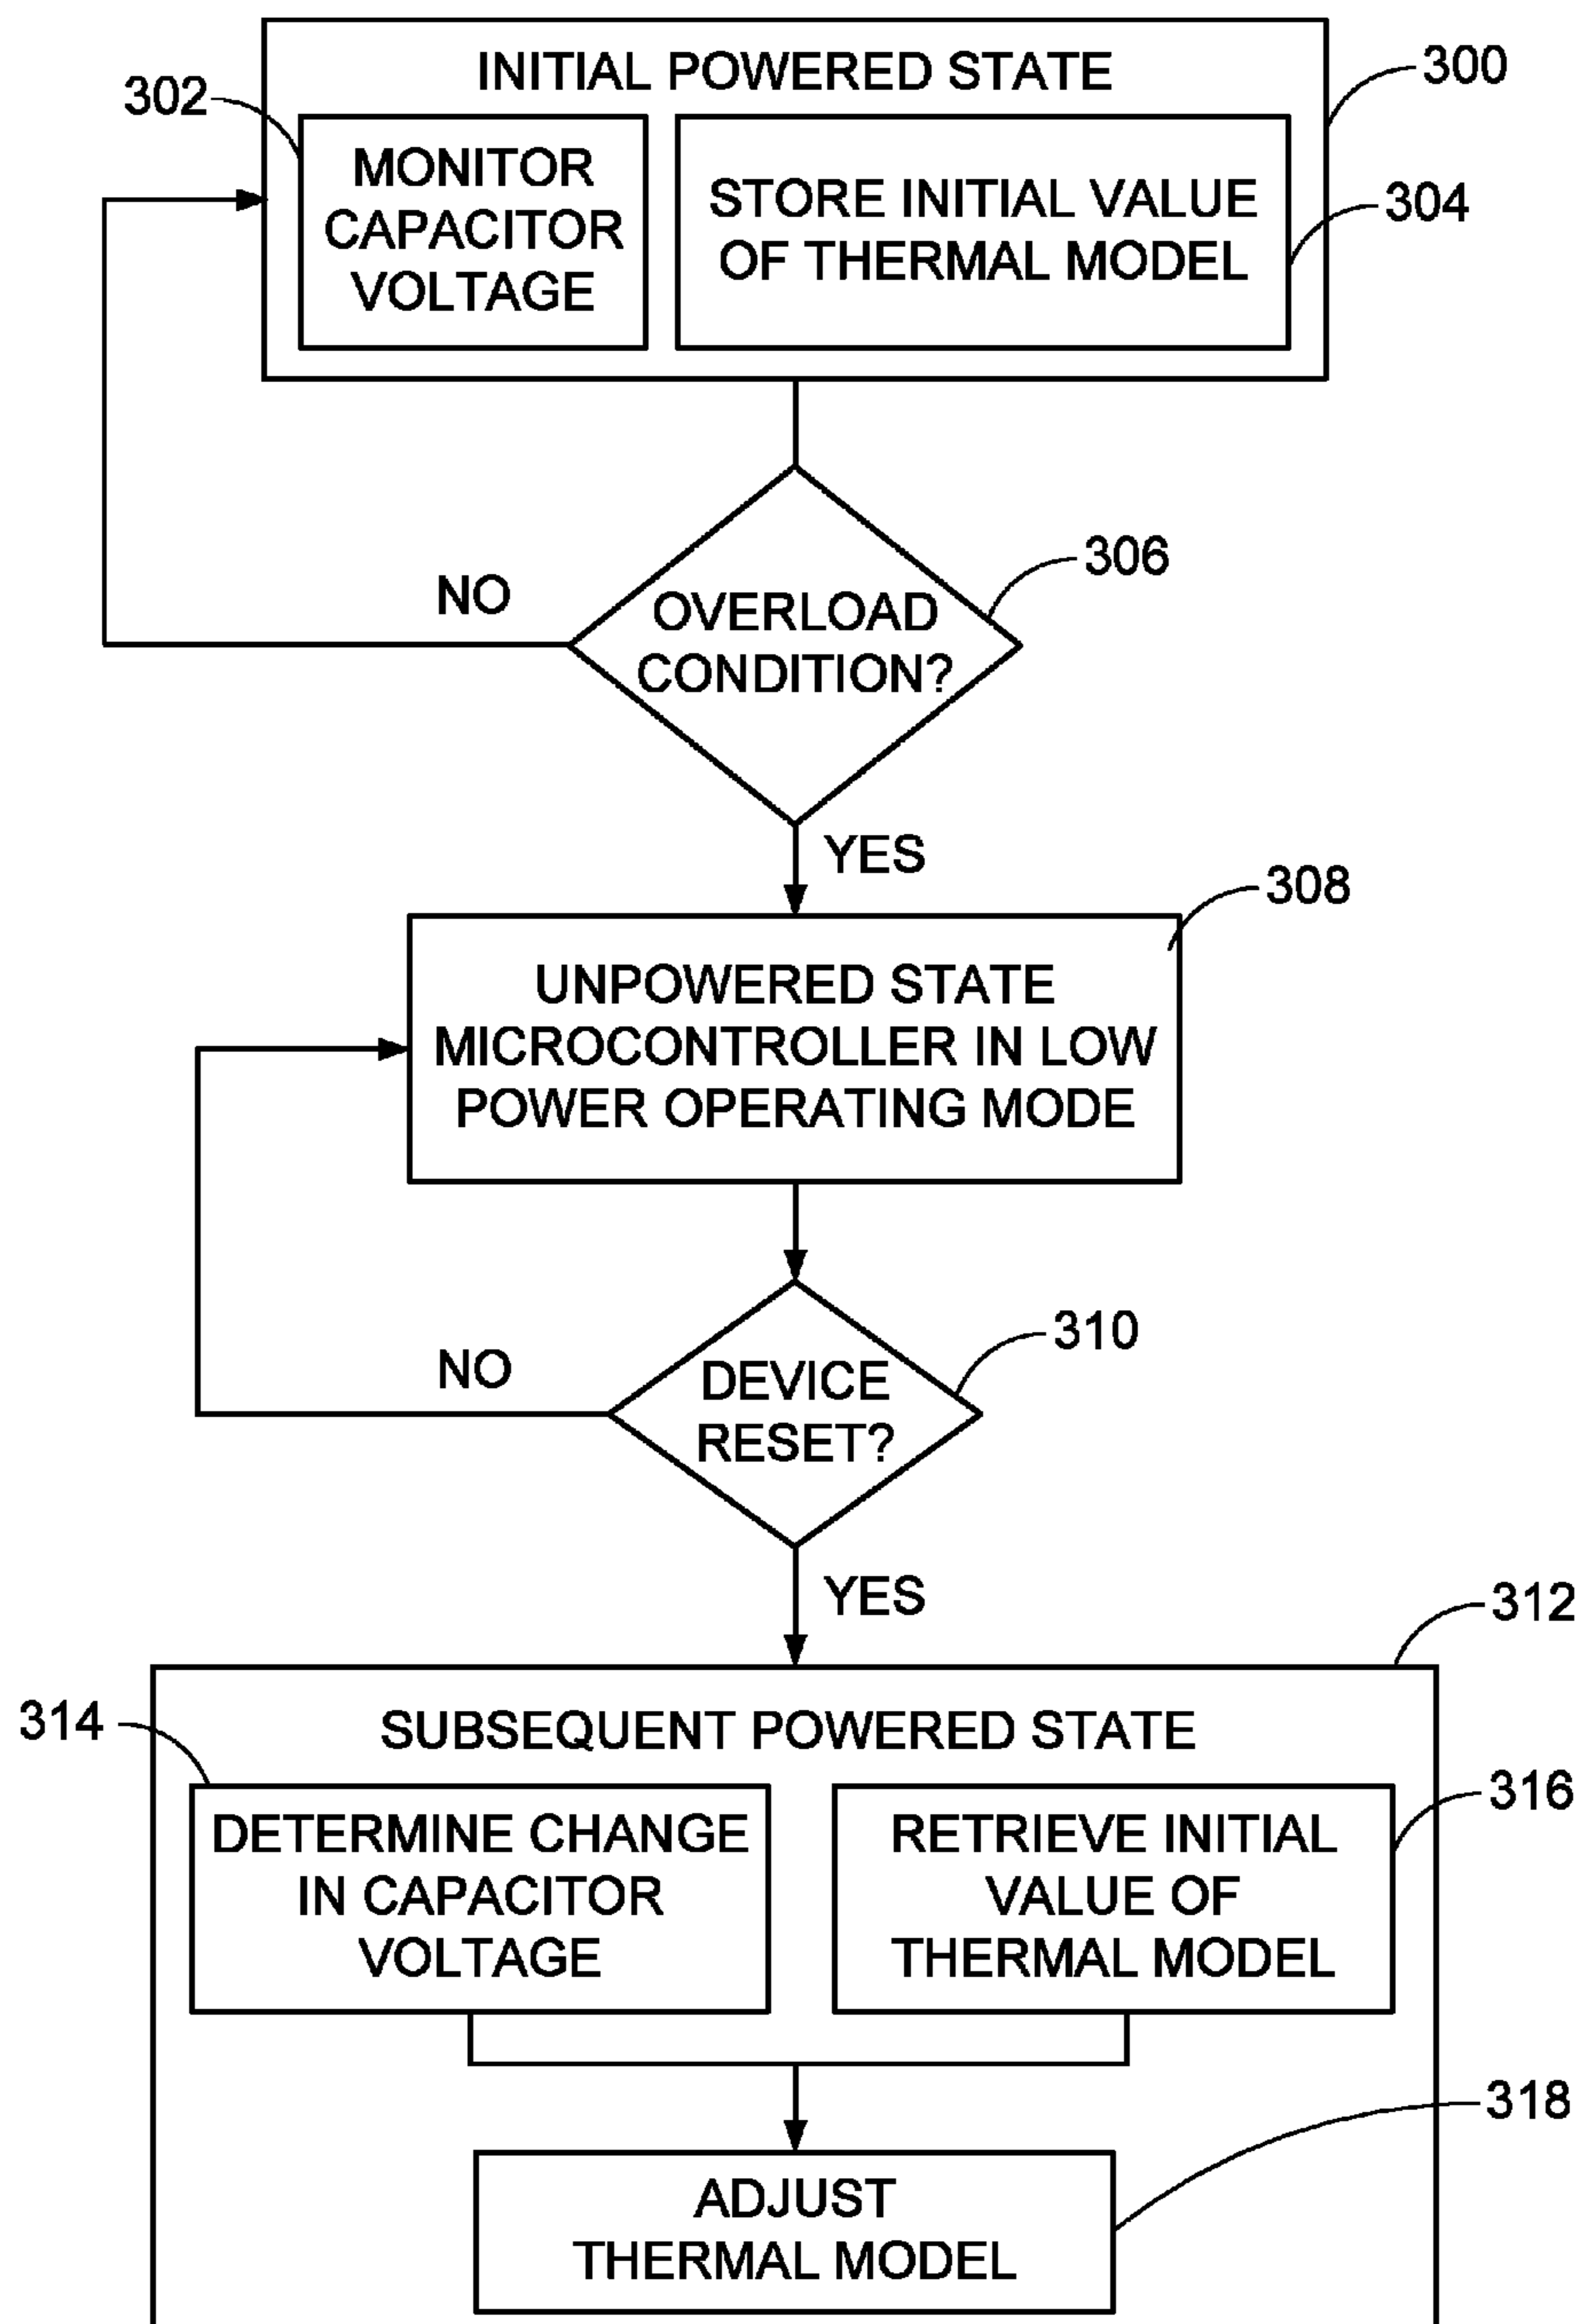 INITIAL POWERED STATE
300
302
MONITOR
CAPACITOR
VOLTAGE
STORE INITIAL VALUE
OF THERMAL MODEL
304
306
OVERLOAD
CONDITION?
NO
YES
308
UNPOWERED STATE
MICROCONTROLLER IN LOW
POWER OPERATING MODE
310
DEVICE
RESET?
NO
YES
312
314
SUBSEQUENT POWERED STATE
316
DETERMINE CHANGE
IN CAPACITOR
VOLTAGE
RETRIEVE INITIAL
VALUE OF
THERMAL MODEL
318
ADJUST
THERMAL MODEL